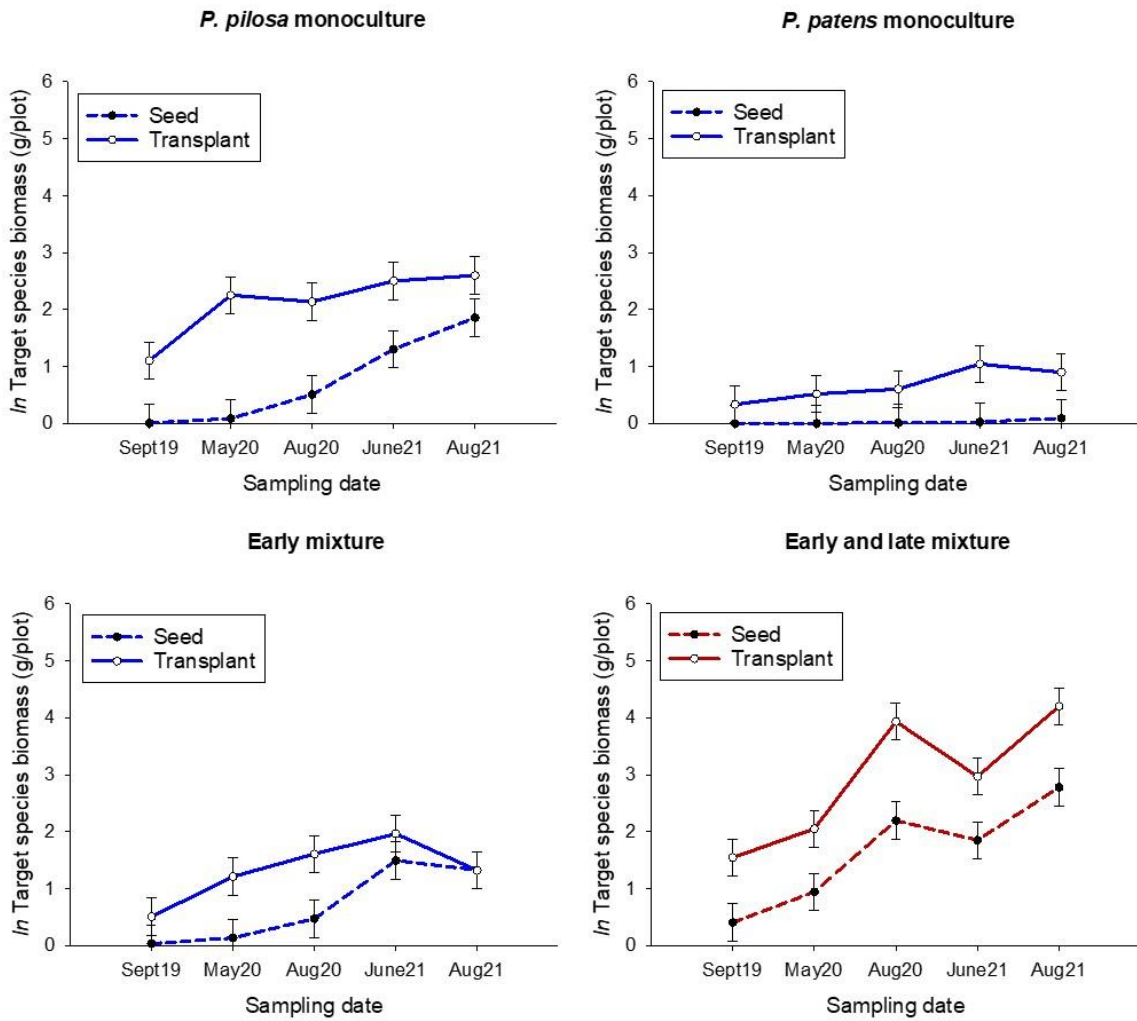 P. pilosa monoculture
ln Target species biomass (g/plot)
6
5
4
3
2
1
0
Seed
Transplant
Sept19 May20 Aug20 June21 Aug21
Sampling date
P. patens monoculture
ln Target species biomass (g/plot)
6
5
4
3
2
1
0
Seed
Transplant
Sept19 May20 Aug20 June21 Aug21
Sampling date
Early mixture
ln Target species biomass (g/plot)
6
5
4
3
2
1
0
Seed
Transplant
Sept19 May20 Aug20 June21 Aug21
Sampling date
Early and late mixture
ln Target species biomass (g/plot)
6
5
4
3
2
1
0
Seed
Transplant
Sept19 May20 Aug20 June21 Aug21
Sampling date